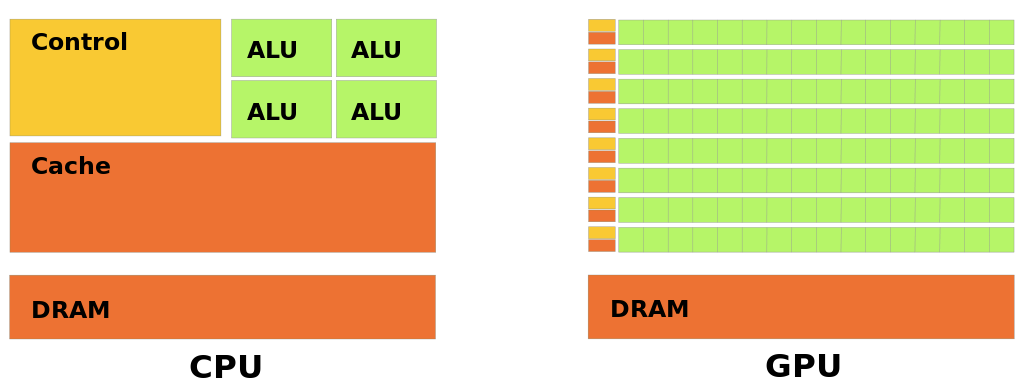 Control
ALU ALU
ALU ALU
Cache
DRAM
CPU
DRAM
GPU